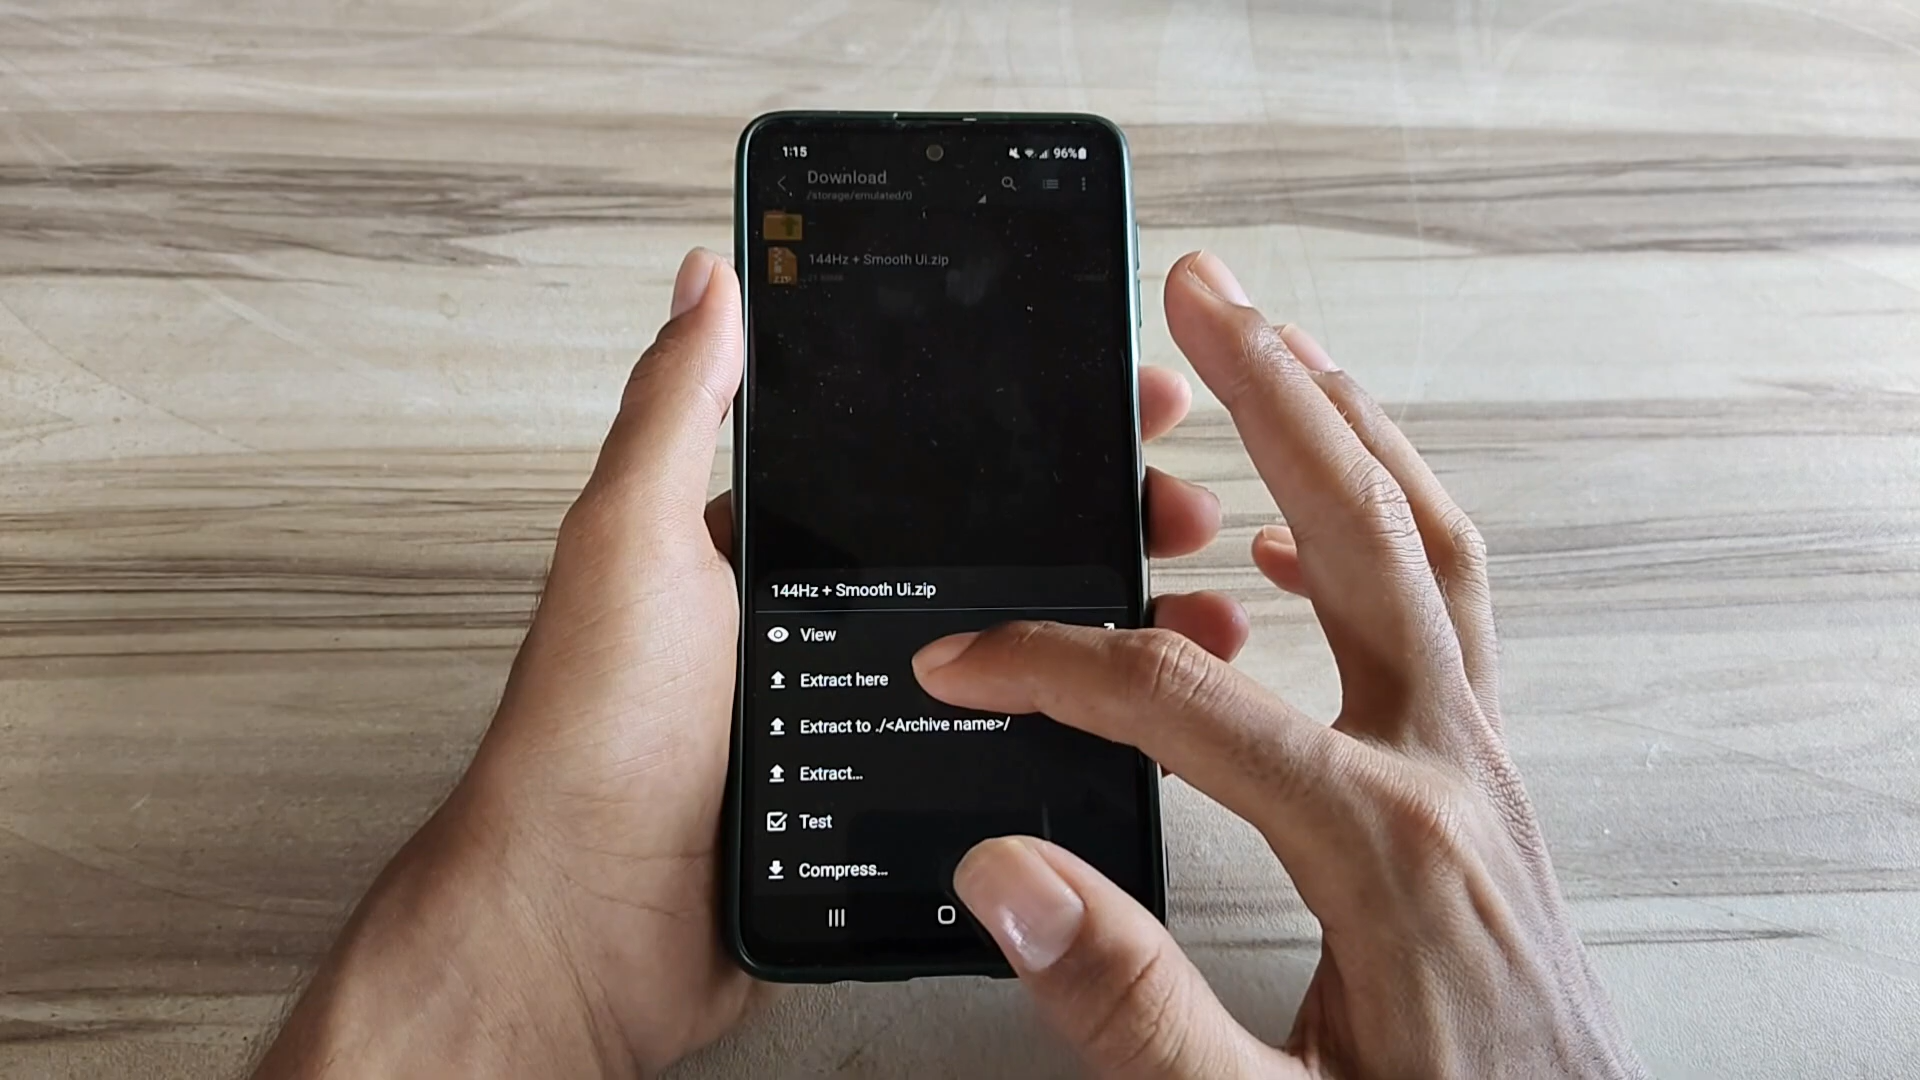 1:15 96%
Download
/storage/emulated/0
..
144Hz + Smooth Ui.zip
ZIP
144Hz + Smooth Ui.zip
View
Extract here
Extract to ./<Archive name>/
Extract...
Test
Compress...